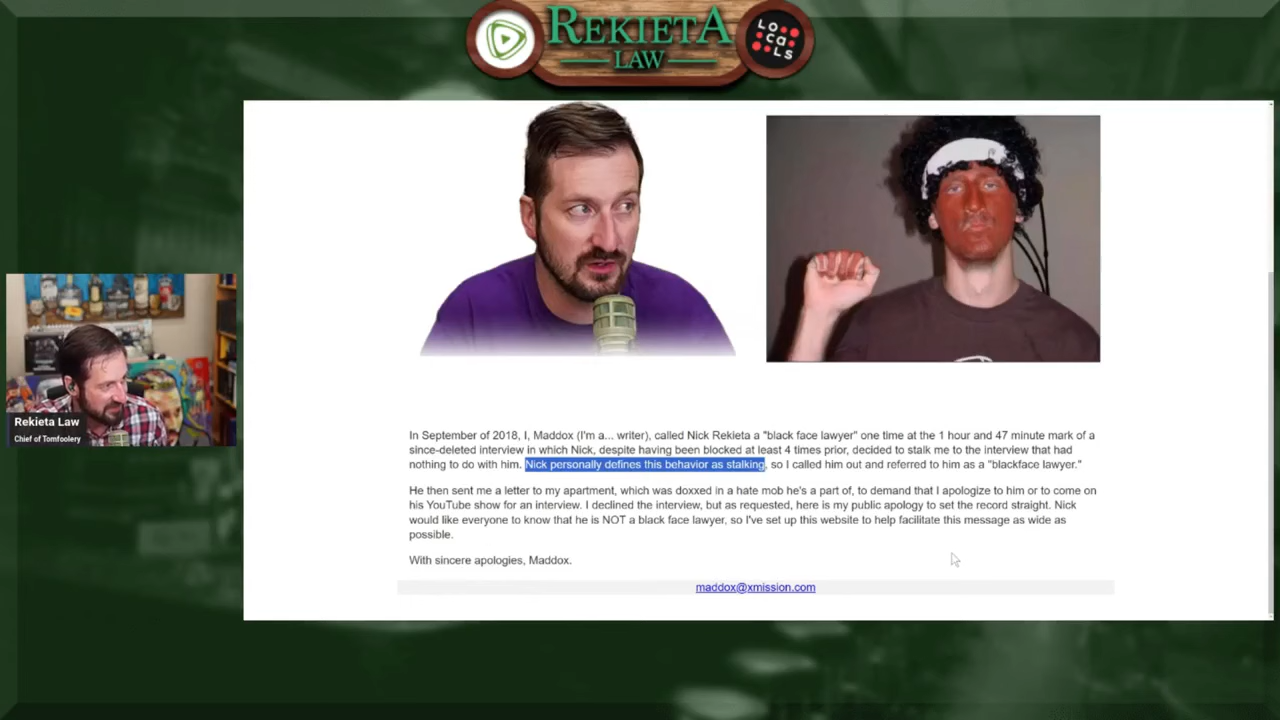 REKIETA
LAW
LOcaLS
In September of 2018, I, Maddox (I'm a... writer), called Nick Rekieta a "black face lawyer" one time at the 1 hour and 47 minute mark of a
since-deleted interview in which Nick, despite having been blocked at least 4 times prior, decided to stalk me to the interview that had
nothing to do with him. Nick personally defines this behavior as stalking, so I called him out and referred to him as a "blackface lawyer."
He then sent me a letter to my apartment, which was doxxed in a hate mob he's a part of, to demand that I apologize to him or to come on
his YouTube show for an interview. I declined the interview, but as requested, here is my public apology to set the record straight. Nick
would like everyone to know that he is NOT a black face lawyer, so I've set up this website to help facilitate this message as wide as
possible.
With sincere apologies, Maddox.
maddox@xmission.com
Rekieta Law
Chief of Tomfoolery